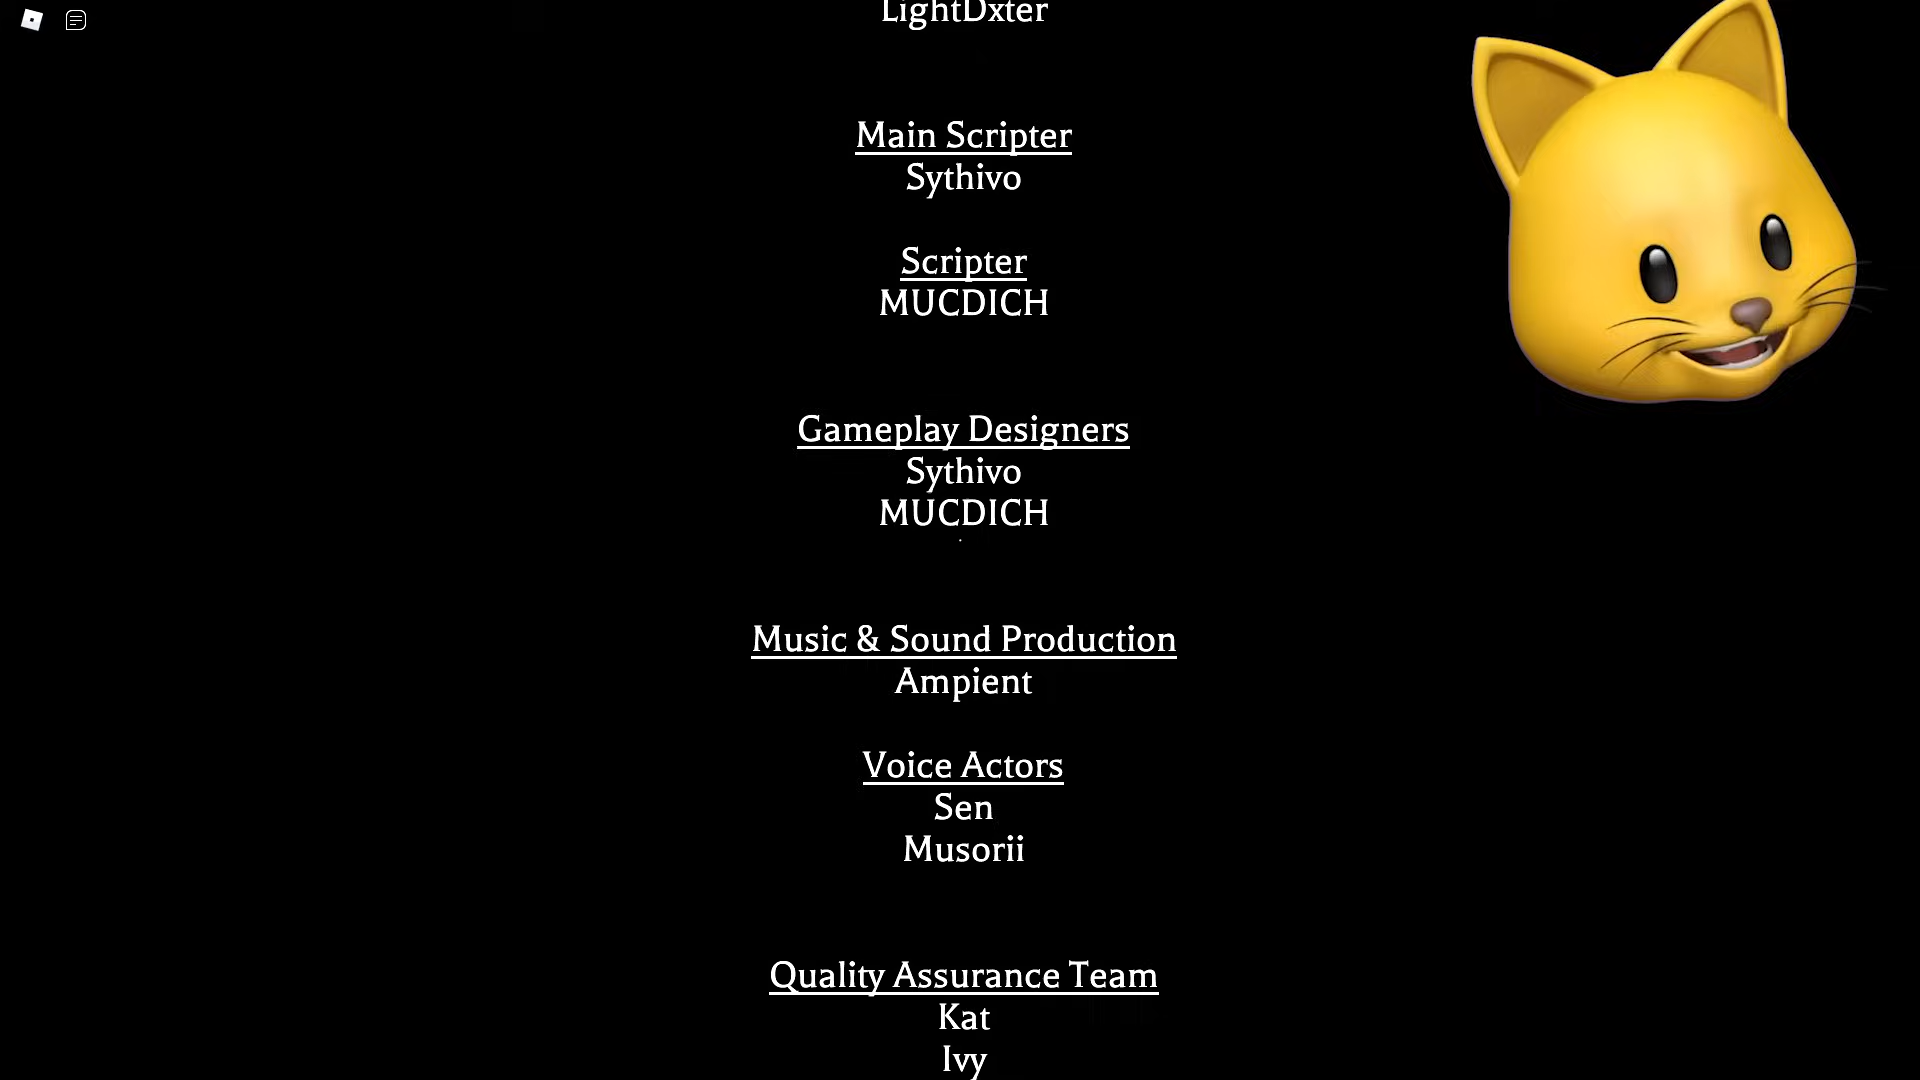 LightDxter
Main Scripter
Sythivo
Scripter
MUCDICH
Gameplay Designers
Sythivo
MUCDICH
Music & Sound Production
Ampient
Voice Actors
Sen
Musorii
Quality Assurance Team
Kat
Ivy